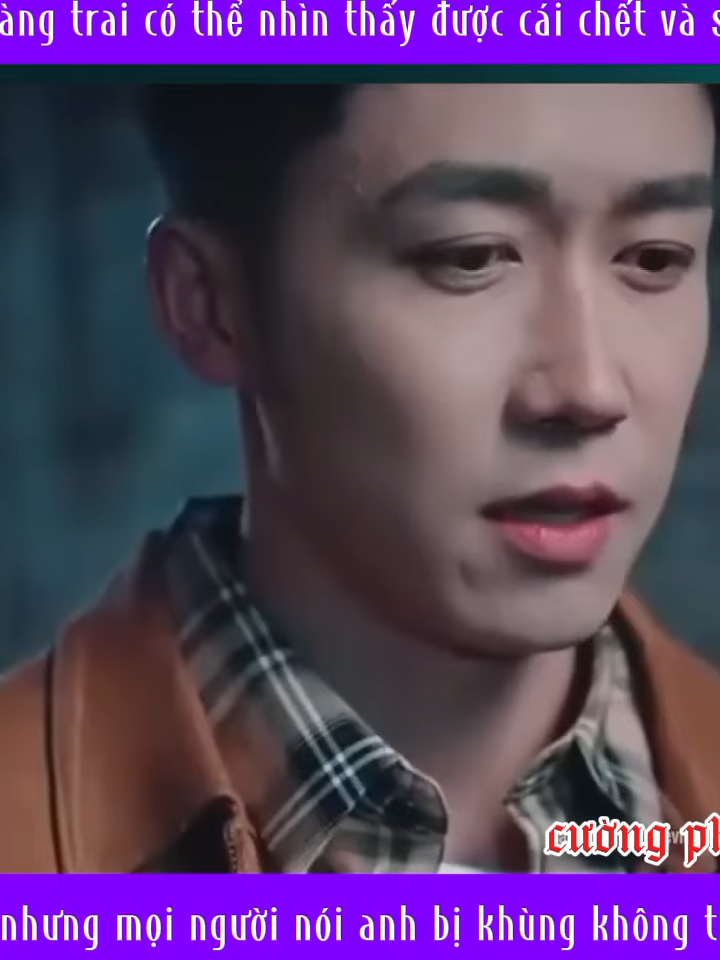 àng trai có thể nhìn thấy được cái chết và s
cường ph
nhưng mọi người nói anh bị khùng không t